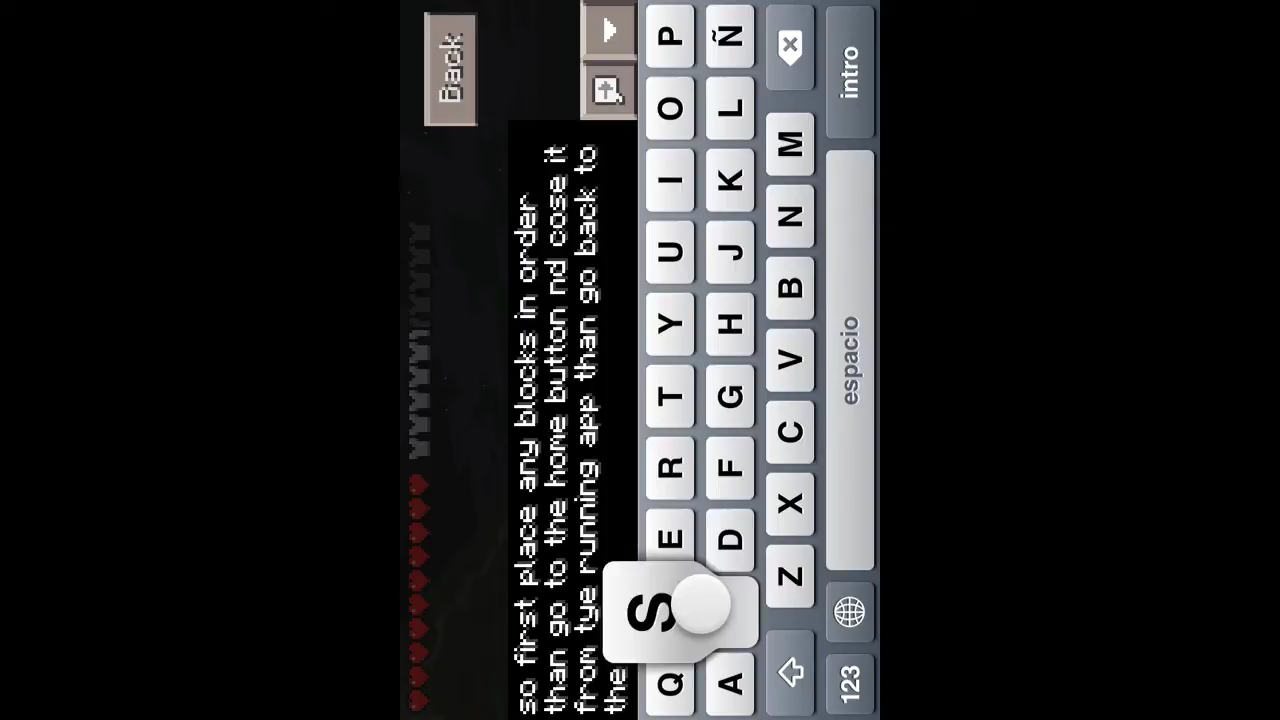 Back
so first place any blocks in order
than go to the home button nd cose it
from tye running app than go back to
the
Q E R T Y U I O P
A S D F G H J K L Ñ
Z X C V B N M
123 espacio intro